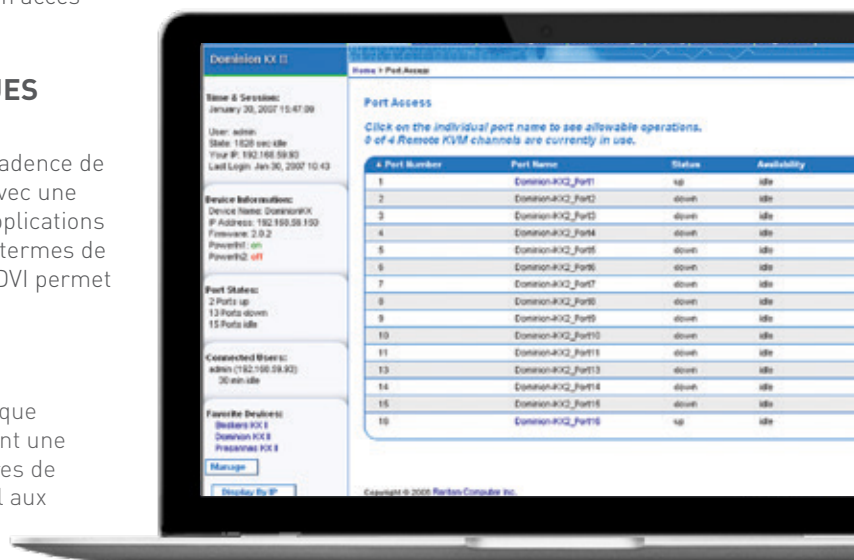 accès
UES
adence de
vec une
pplications
termes de
DVI permet
que
nt une
es de
l aux
Dominion KX II
Home > Port Access
Time & Session:
January 30, 2007 15:47:09
User: admin
State: 1828 sec idle
Your IP: 192.168.59.93
Last Login: Jan 30, 2007 10:43
Device Information:
Device Name: DominionKX
IP Address: 192.168.59.150
Firmware: 2.0.2
PowerIn1: on
PowerIn2: off
Port States:
2 Ports up
13 Ports down
15 Ports idle
Connected Users:
admin (192.168.59.93)
30 min idle
Favorite Devices:
Dominion KX II
Manage
Display By IP
Port Access
Click on the individual port name to see allowable operations.
0 of 4 Remote KVM channels are currently in use.
▲ Port Number Port Name Status Availability
1 Dominion-KX2_Port1 up idle
2 Dominion-KX2_Port2 down idle
3 Dominion-KX2_Port3 down idle
4 Dominion-KX2_Port4 down idle
5 Dominion-KX2_Port5 down idle
6 Dominion-KX2_Port6 down idle
7 Dominion-KX2_Port7 down idle
8 Dominion-KX2_Port8 down idle
9 Dominion-KX2_Port9 down idle
10 Dominion-KX2_Port10 down idle
11 Dominion-KX2_Port11 down idle
13 Dominion-KX2_Port13 down idle
14 Dominion-KX2_Port14 down idle
15 Dominion-KX2_Port15 down idle
16 Dominion-KX2_Port16 up idle
Copyright © 2006 Raritan Computer Inc.